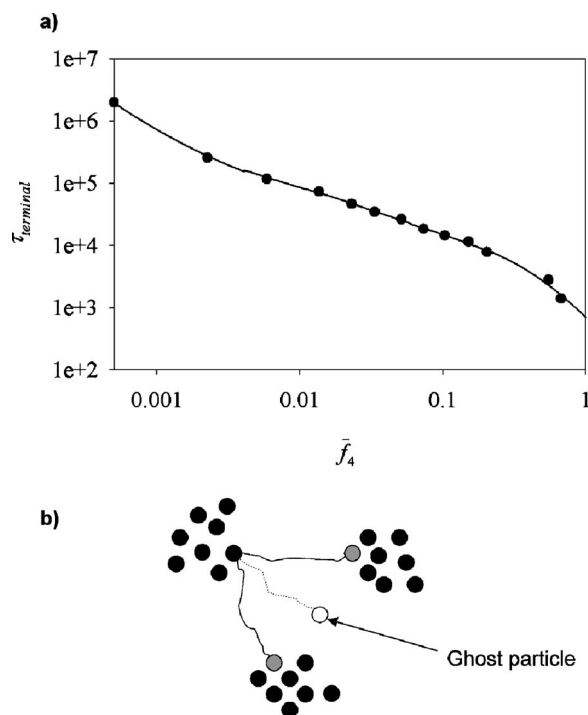 a)
1e+7
1e+6
1e+5
1e+4
1e+3
1e+2
τterminal
0.001 0.01 0.1 1
f̄4
b)
Ghost particle